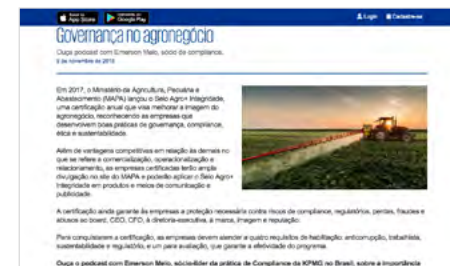 App Store
Google Play
Login
Cadastre-se
Governança no agronegócio
Ouça podcast com Emerson Melo, sócio de compliance.
Em 2017, o Ministério da Agricultura, Pecuária e
Abastecimento (MAPA) lançou o Selo Agro+ Integridade,
uma certificação anual que visa melhorar a imagem do
agronegócio, reconhecendo as empresas que
desenvolvem boas práticas de governança, compliance,
ética e sustentabilidade.
Além de vantagens competitivas em relação às demais no
que se refere a comercialização, operacionalização e
relacionamento, as empresas certificadas terão ampla
divulgação no site do MAPA e poderão aplicar o Selo Agro+
Integridade em produtos e meios de comunicação e
publicidade.
A certificação ainda garante às empresas a proteção necessária contra riscos de compliance, regulatórios, perdas, fraudes e
abusos ao board, CEO, CFO, à diretoria-executiva, à marca, imagem e reputação.
Para conquistarem a certificação, as empresas devem atender a quatro requisitos de habilitação: anticorrupção, trabalhista,
sustentabilidade e regulatório, e um para avaliação, que garante a efetividade do programa.
Ouça o podcast com Emerson Melo, sócio-líder da prática de Compliance da KPMG no Brasil, sobre a importância